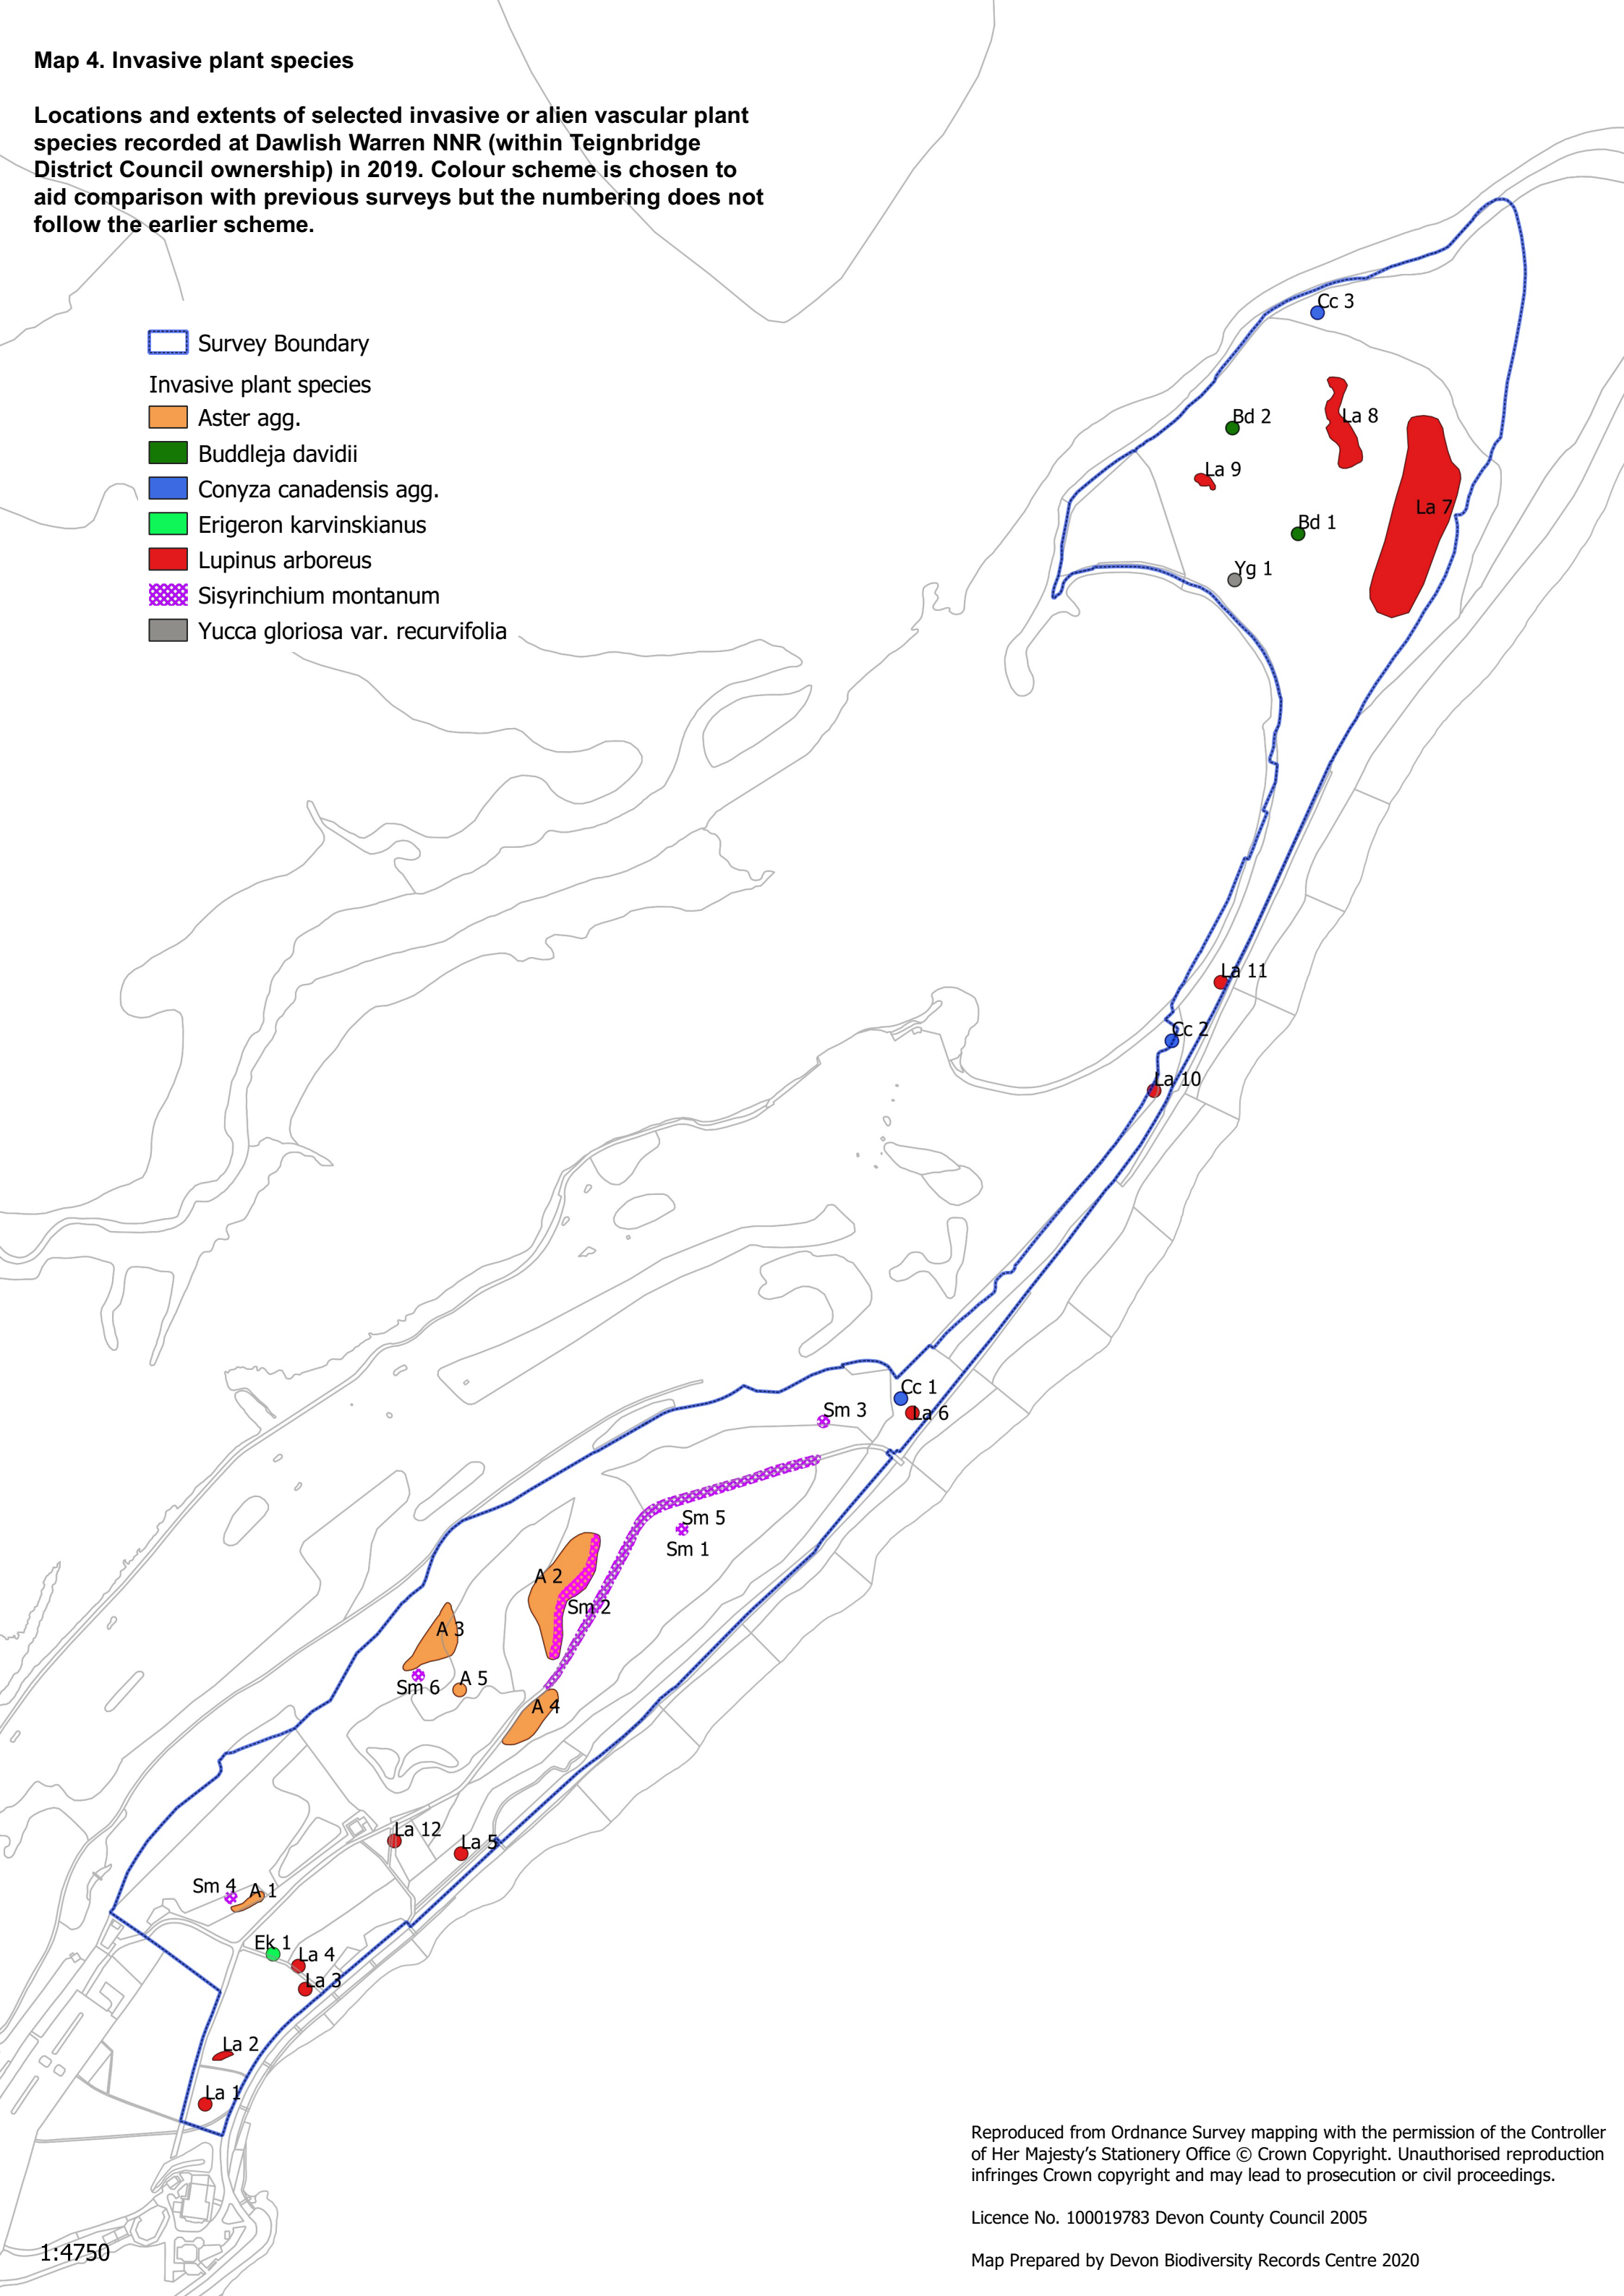 Map 4. Invasive plant species
Locations and extents of selected invasive or alien vascular plant
species recorded at Dawlish Warren NNR (within Teignbridge
District Council ownership) in 2019. Colour scheme is chosen to
aid comparison with previous surveys but the numbering does not
follow the earlier scheme.
Survey Boundary
Invasive plant species
Aster agg.
Buddleja davidii
Conyza canadensis agg.
Erigeron karvinskianus
Lupinus arboreus
Sisyrinchium montanum
Yucca gloriosa var. recurvifolia
Cc 3
Bd 2
La 8
La 9
La 7
Bd 1
Yg 1
La 11
Cc 2
La 10
Cc 1
La 6
Sm 3
Sm 5
Sm 1
A 2
Sm 2
A 3
Sm 6
A 5
A 4
La 12
La 5
Sm 4
A 1
Ek 1
La 4
La 3
La 2
La 1
Reproduced from Ordnance Survey mapping with the permission of the Controller
of Her Majesty's Stationery Office © Crown Copyright. Unauthorised reproduction
infringes Crown copyright and may lead to prosecution or civil proceedings.
Licence No. 100019783 Devon County Council 2005
1:4750
Map Prepared by Devon Biodiversity Records Centre 2020